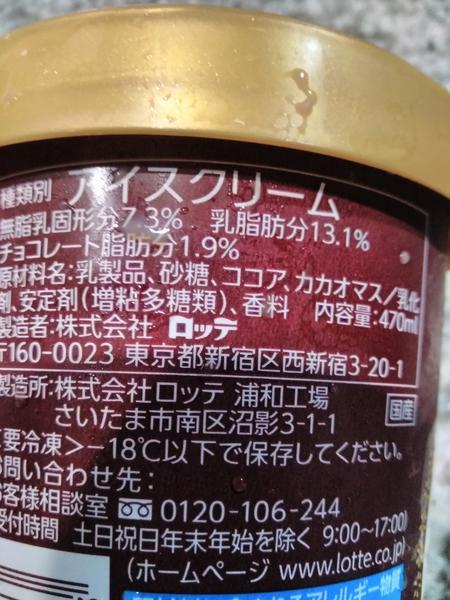 種類別 アイスクリーム
無脂乳固形分7.3% 乳脂肪分13.1%
チョコレート脂肪分1.9%
原材料名:乳製品、砂糖、ココア、カカオマス/乳化
剤、安定剤(増粘多糖類)、香料 内容量:470ml
製造者:株式会社 ロッテ
〒160-0023 東京都新宿区西新宿3-20-1
製造所:株式会社ロッテ 浦和工場
さいたま市南区沼影3-1-1 国産
要冷凍>-18℃以下で保存してください。
お問い合わせ先:
お客様相談室 0120-106-244
受付時間 土日祝日年末年始を除く 9:00〜17:00)
(ホームページ www.lotte.co.jp)
アレルギー物質